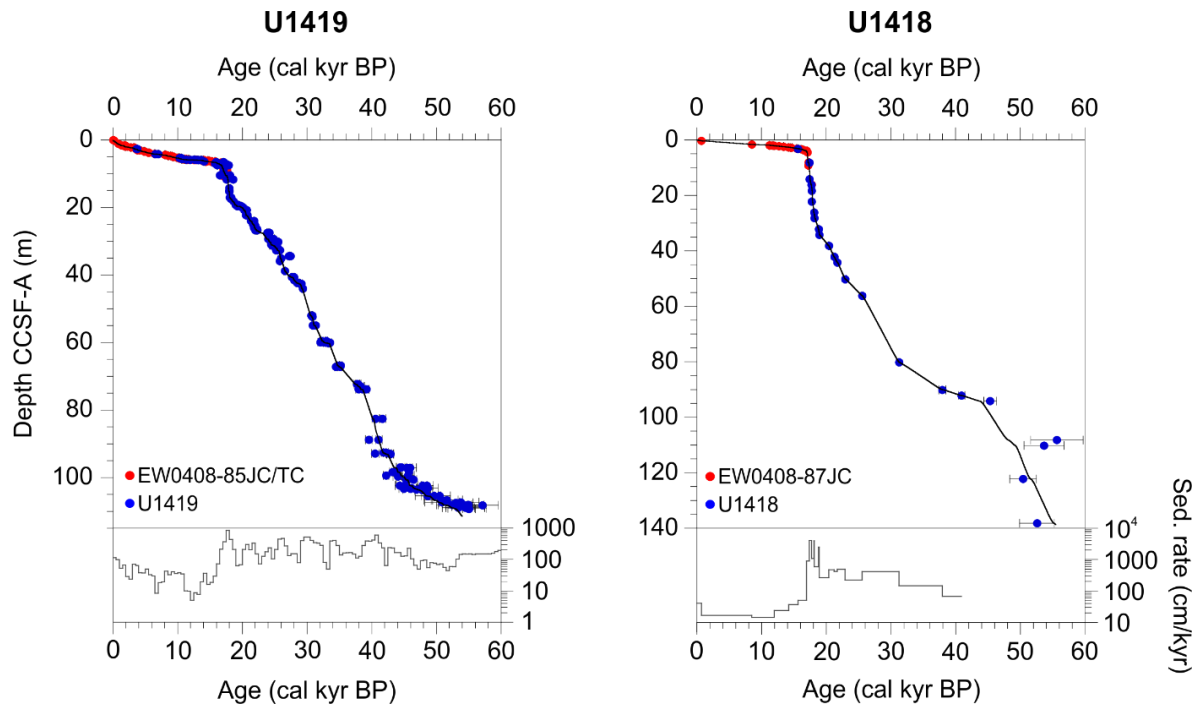 U1419
U1418
Age (cal kyr BP)
Age (cal kyr BP)
0 10 20 30 40 50 60
0 10 20 30 40 50 60
Depth CCSF-A (m)
0
20
40
60
80
100
0
20
40
60
80
100
120
140
EW0408-85JC/TC
U1419
EW0408-87JC
U1418
1000
100
10
1
10⁴
1000
100
10
Sed. rate (cm/kyr)
0 10 20 30 40 50 60
0 10 20 30 40 50 60
Age (cal kyr BP)
Age (cal kyr BP)